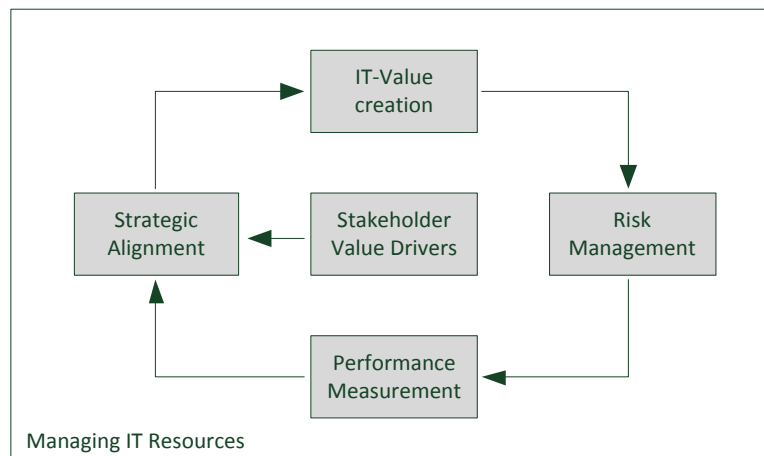 IT-Value
creation
Strategic
Alignment
Stakeholder
Value Drivers
Risk
Management
Performance
Measurement
Managing IT Resources